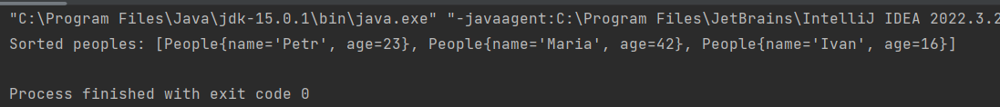 "C:\Program Files\Java\jdk-15.0.1\bin\java.exe" "-javaagent:C:\Program Files\JetBrains\IntelliJ IDEA 2022.3.2
Sorted peoples: [People{name='Petr', age=23}, People{name='Maria', age=42}, People{name='Ivan', age=16}]
Process finished with exit code 0